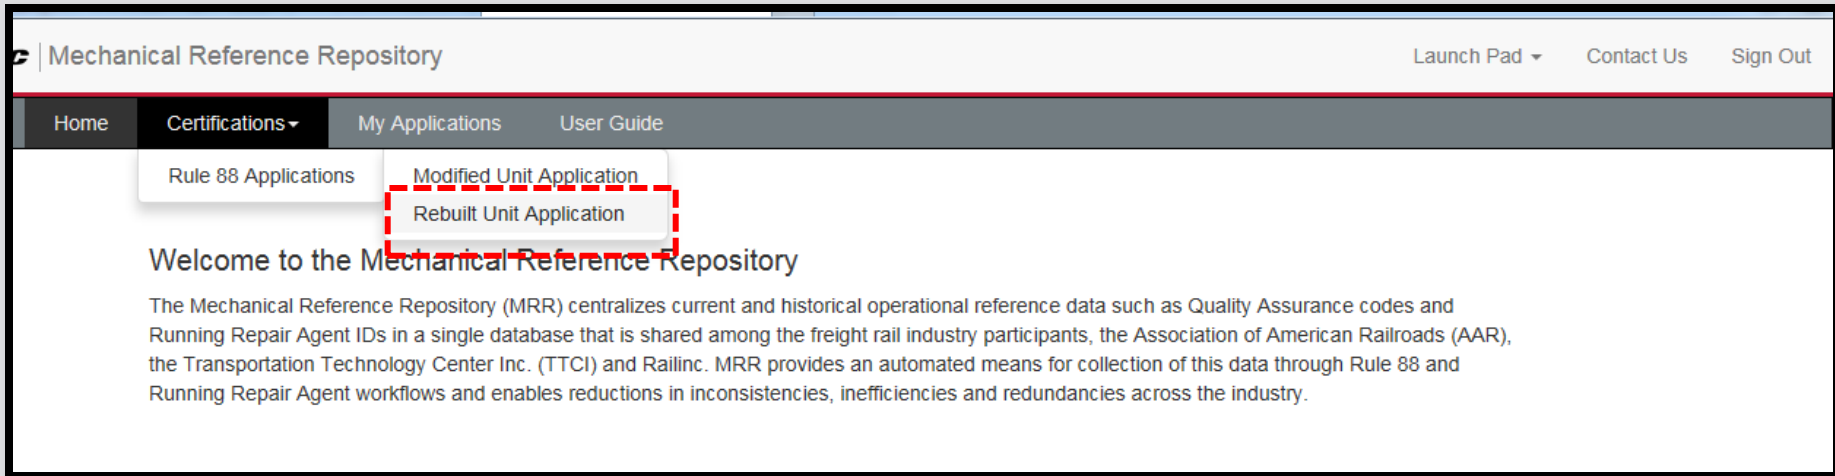 c | Mechanical Reference Repository
Launch Pad Contact Us Sign Out
Home Certifications My Applications User Guide
Rule 88 Applications Modified Unit Application
Rebuilt Unit Application
Welcome to the Mechanical Reference Repository
The Mechanical Reference Repository (MRR) centralizes current and historical operational reference data such as Quality Assurance codes and
Running Repair Agent IDs in a single database that is shared among the freight rail industry participants, the Association of American Railroads (AAR),
the Transportation Technology Center Inc. (TTCI) and Railinc. MRR provides an automated means for collection of this data through Rule 88 and
Running Repair Agent workflows and enables reductions in inconsistencies, inefficiencies and redundancies across the industry.